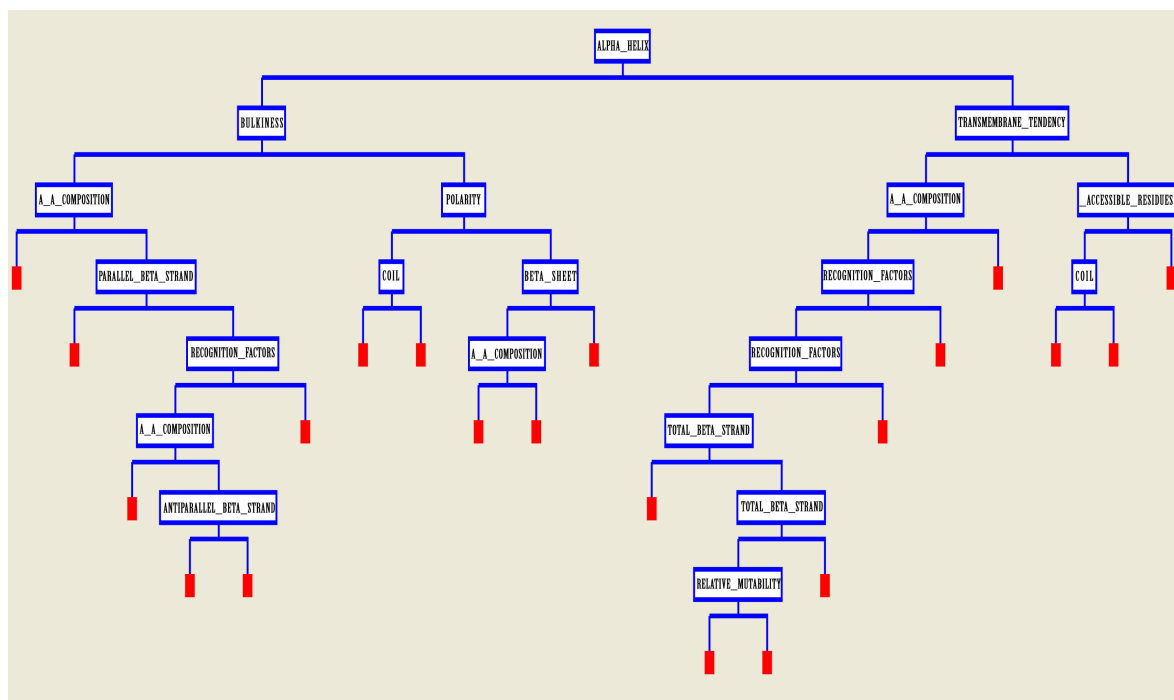 ALPHA_HELIX
BULKINESS
TRANSMEMBRANE_TENDENCY
A_A_COMPOSITION
POLARITY
A_A_COMPOSITION
_ACCESSIBLE_RESIDUES
PARALLEL_BETA_STRAND
COIL
BETA_SHEET
RECOGNITION_FACTORS
COIL
RECOGNITION_FACTORS
A_A_COMPOSITION
RECOGNITION_FACTORS
A_A_COMPOSITION
TOTAL_BETA_STRAND
ANTIPARALLEL_BETA_STRAND
TOTAL_BETA_STRAND
RELATIVE_MUTABILITY